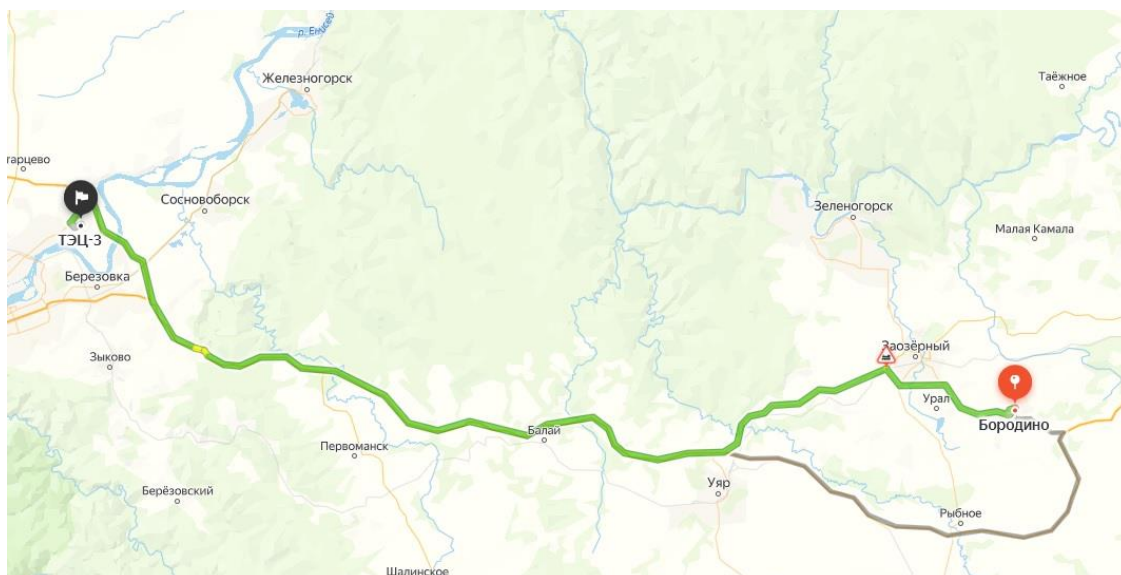 р. Енисей
Железногорск
Таёжное
тарцево
Сосновоборск
Зеленогорск
Малая Камала
ТЭЦ-3
Березовка
Зыково
Заозёрный
Урал
Бородино
Первоманск
Балай
Уяр
Берёзовский
Рыбное
Шалинское